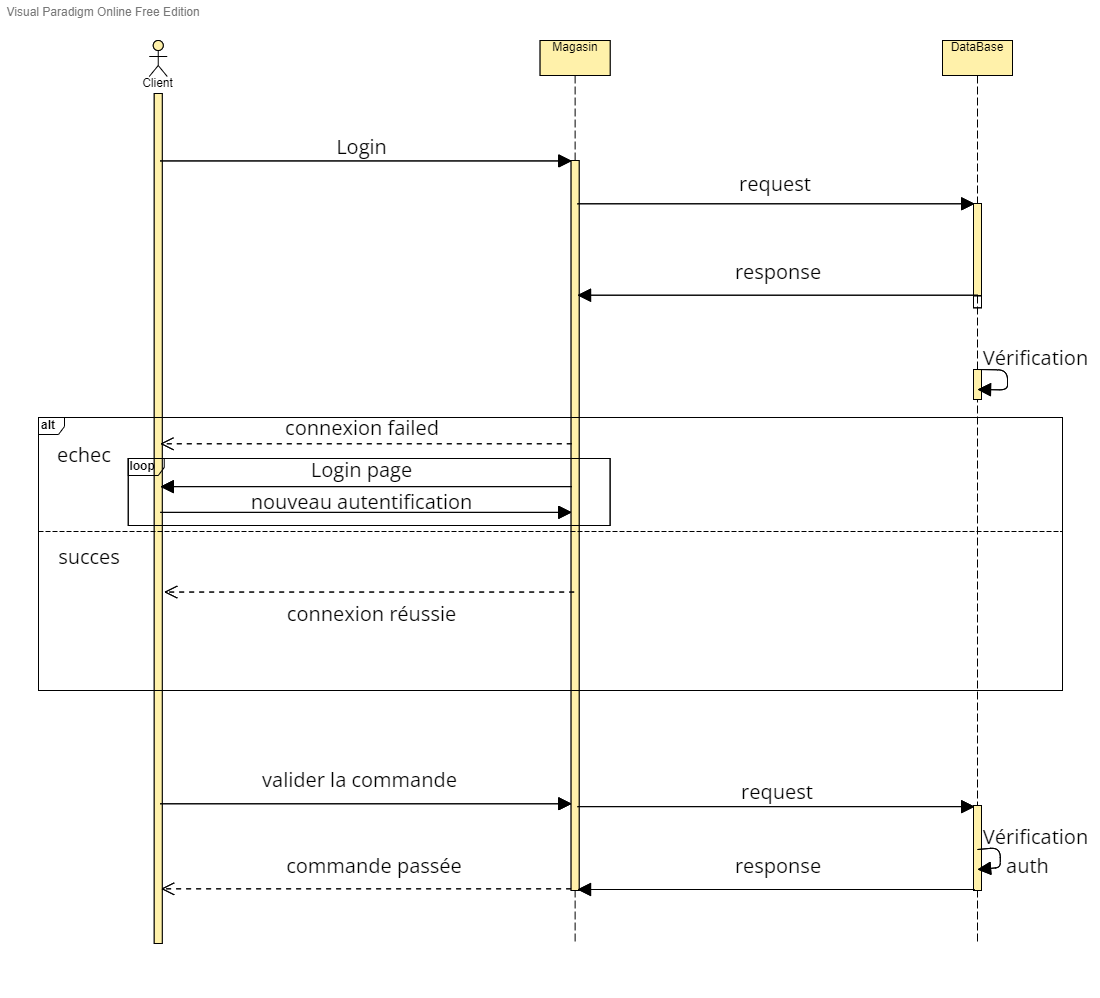 Visual Paradigm Online Free Edition
Client
Magasin
DataBase
Login
request
response
Vérification
alt
connexion failed
echec
loop
Login page
nouveau autentification
succes
connexion réussie
valider la commande
request
Vérification
auth
commande passée
response